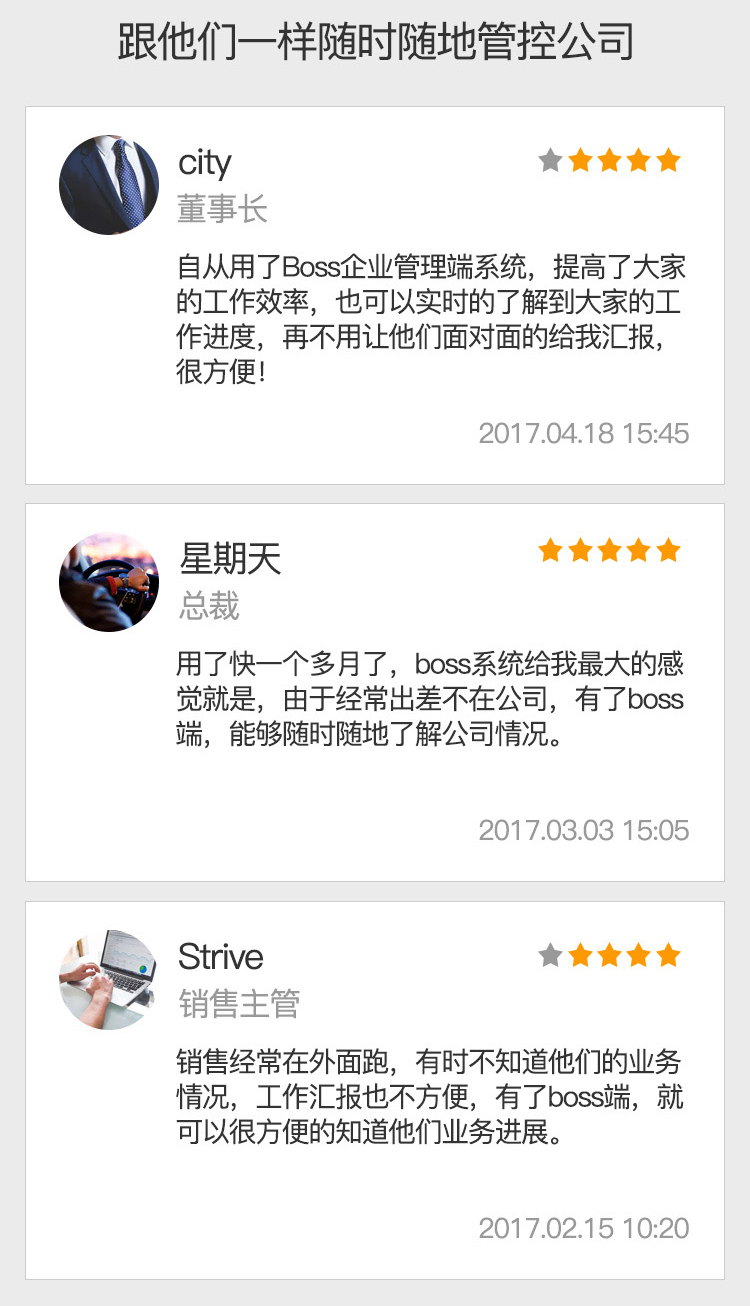 跟他们一样随时随地管控公司
city
董事长
自从用了Boss企业管理端系统，提高了大家
的工作效率，也可以实时的了解到大家的工
作进度，再不用让他们面对面的给我汇报，
很方便！
2017.04.18 15:45
星期天
总裁
用了快一个多月了，boss系统给我最大的感
觉就是，由于经常出差不在公司，有了boss
端，能够随时随地了解公司情况。
2017.03.03 15:05
Strive
销售主管
销售经常在外面跑，有时不知道他们的业务
情况，工作汇报也不方便，有了boss端，就
可以很方便的知道他们业务进展。
2017.02.15 10:20